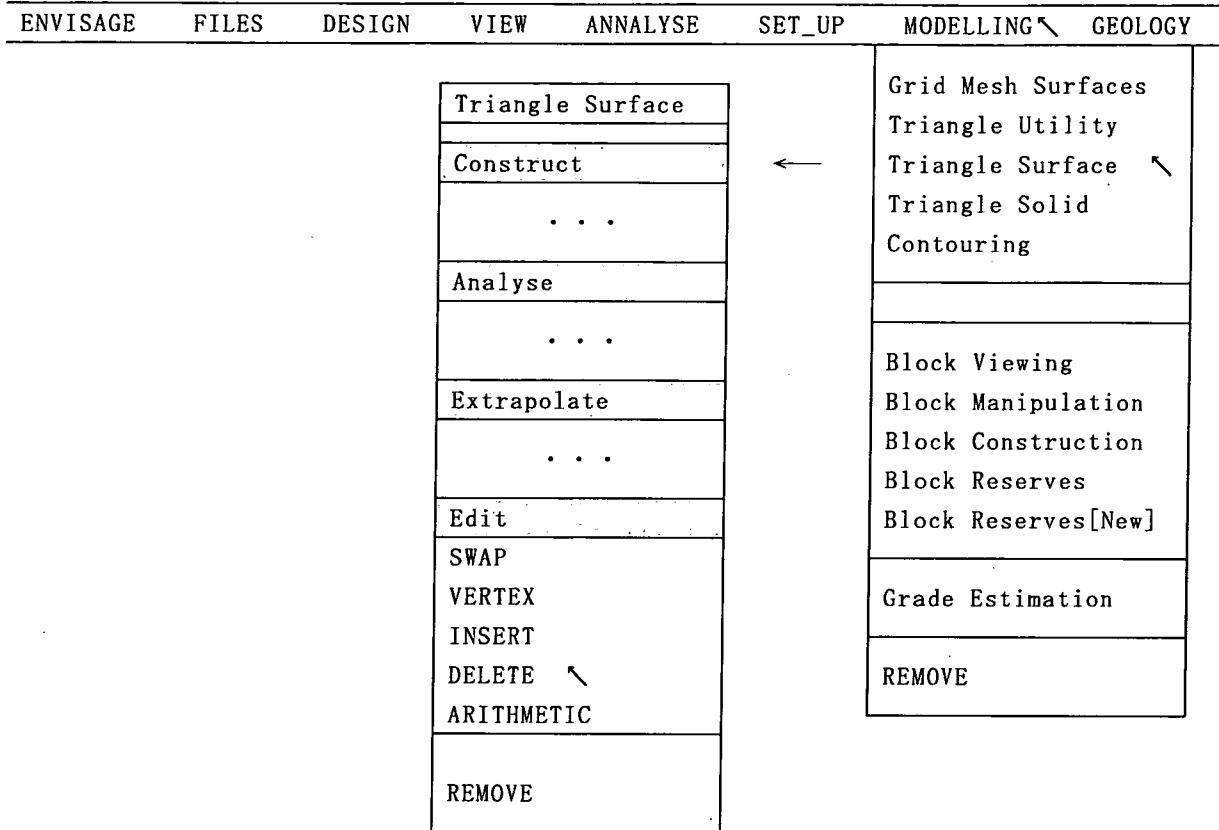 ENVISAGE FILES DESIGN VIEW ANNALYSE SET_UP MODELLING↖ GEOLOGY
Triangle Surface
Construct ←
. . .
Analyse
. . .
Extrapolate
. . .
Edit
SWAP
VERTEX
INSERT
DELETE ↖
ARITHMETIC
REMOVE
Grid Mesh Surfaces
Triangle Utility
Triangle Surface ↖
Triangle Solid
Contouring
Block Viewing
Block Manipulation
Block Construction
Block Reserves
Block Reserves[New]
Grade Estimation
REMOVE